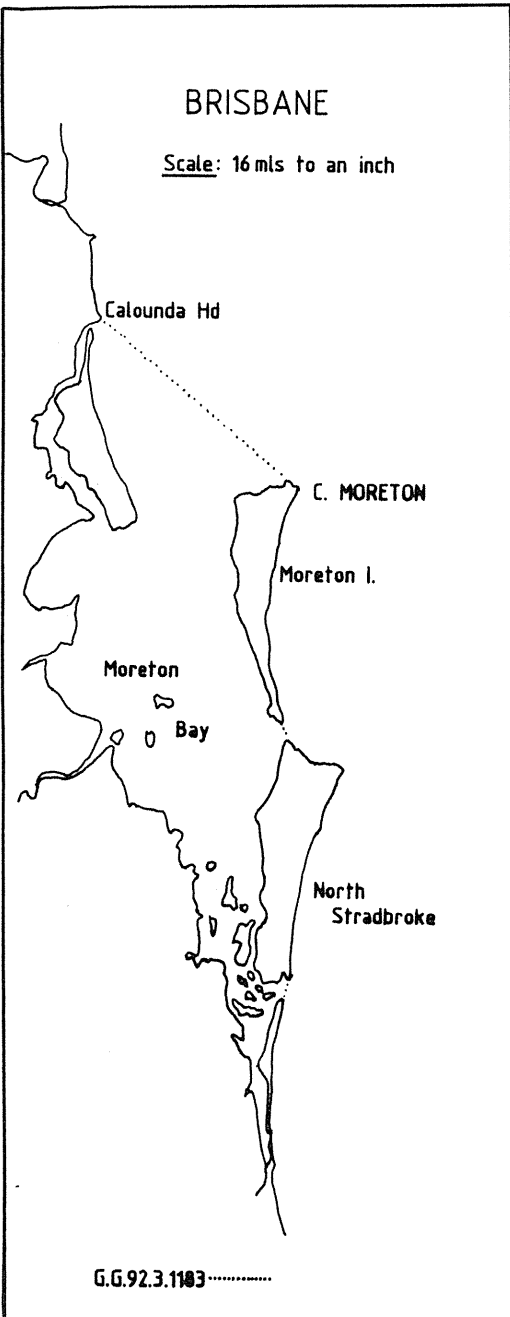 BRISBANE
Scale: 16 mls to an inch
Calounda Hd
C. MORETON
Moreton I.
Moreton
Bay
North
Stradbroke
G.G.92.3.1183